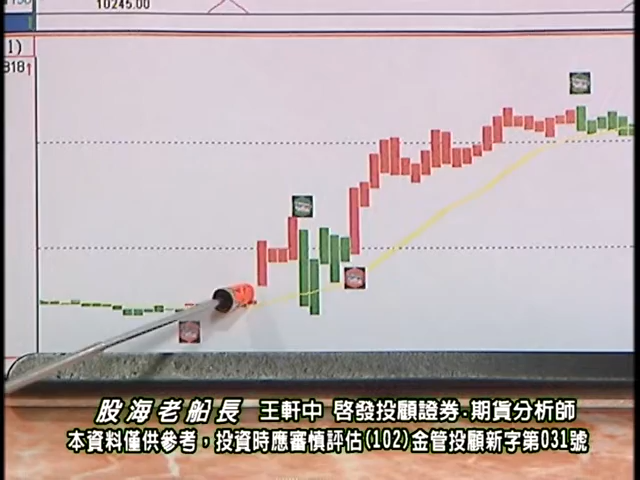 10245.00
1)
818↑
股海老船長 王軒中 啓發投顧證券.期貨分析師
本資料僅供參考，投資時應審慎評估(102)金管投顧新字第031號